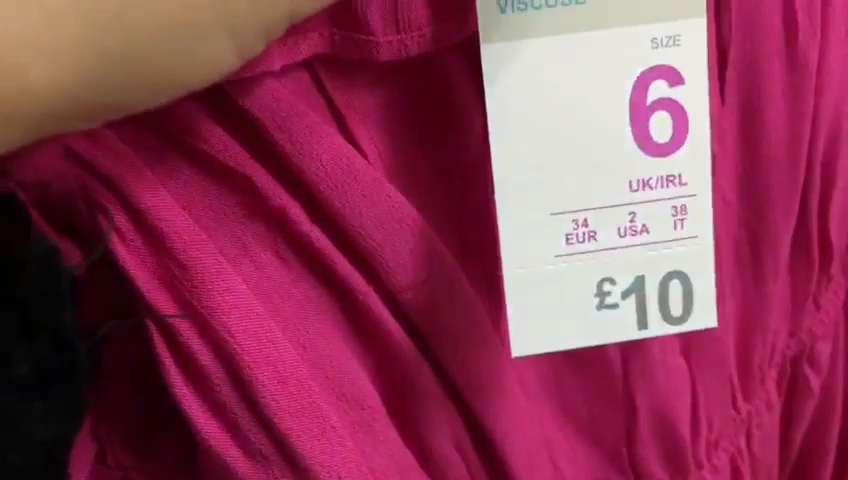 VISCOSE
SIZE
6
UK/IRL
34 2 38
EUR USA IT
£10